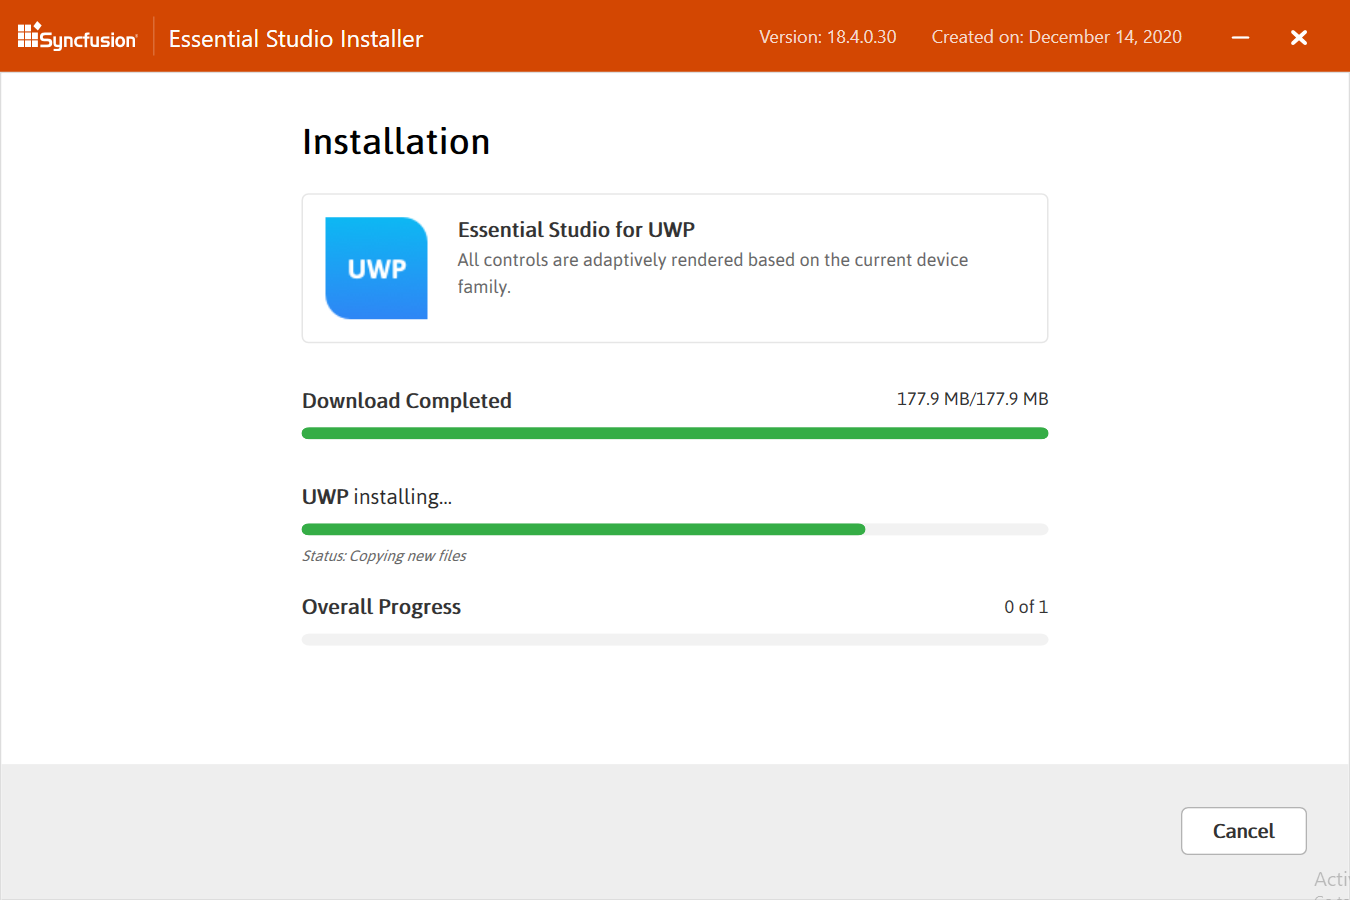 Syncfusion
Essential Studio Installer
Version: 18.4.0.30
Created on: December 14, 2020
Installation
UWP
Essential Studio for UWP
All controls are adaptively rendered based on the current device
family.
Download Completed
177.9 MB/177.9 MB
UWP installing...
Status: Copying new files
Overall Progress
0 of 1
Cancel